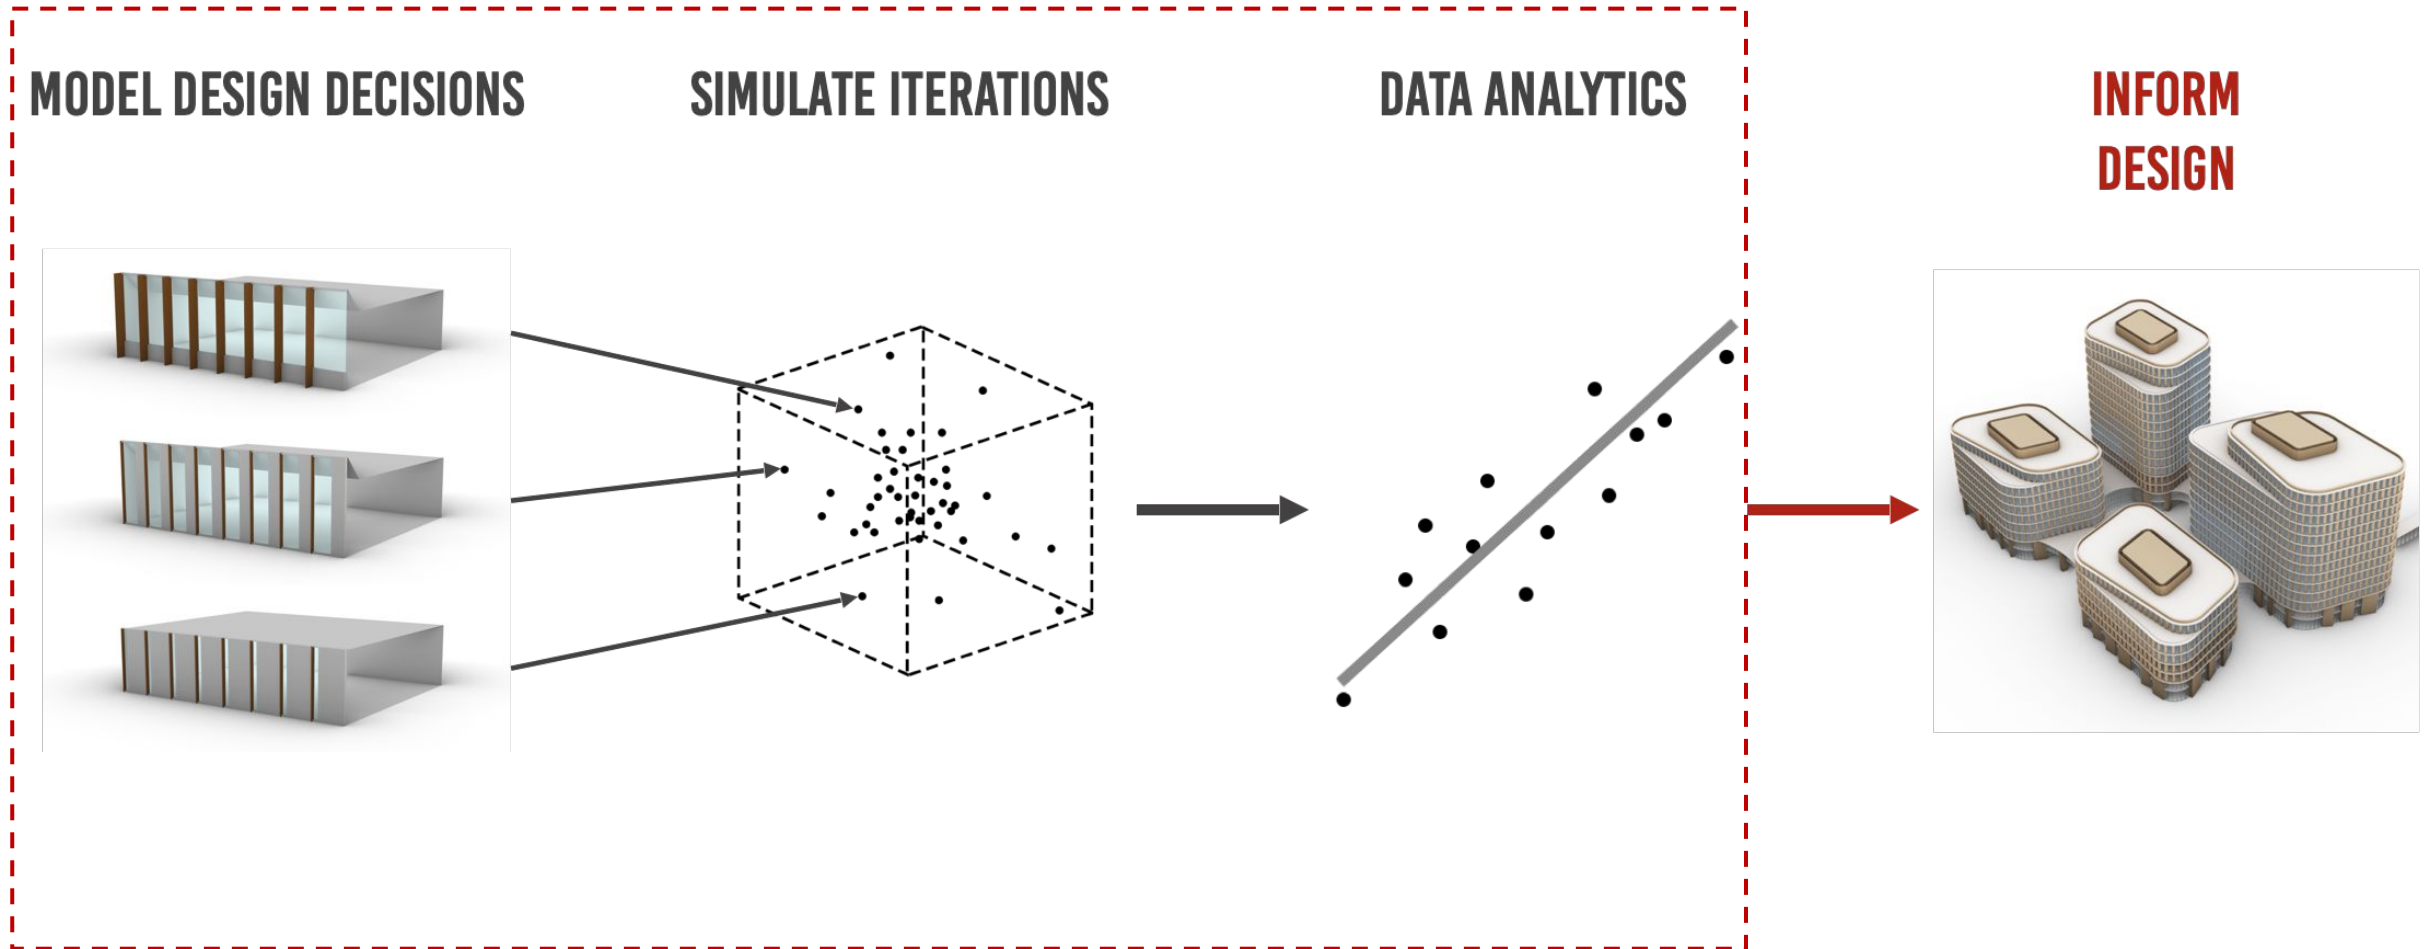 MODEL DESIGN DECISIONS
SIMULATE ITERATIONS
DATA ANALYTICS
INFORM
DESIGN